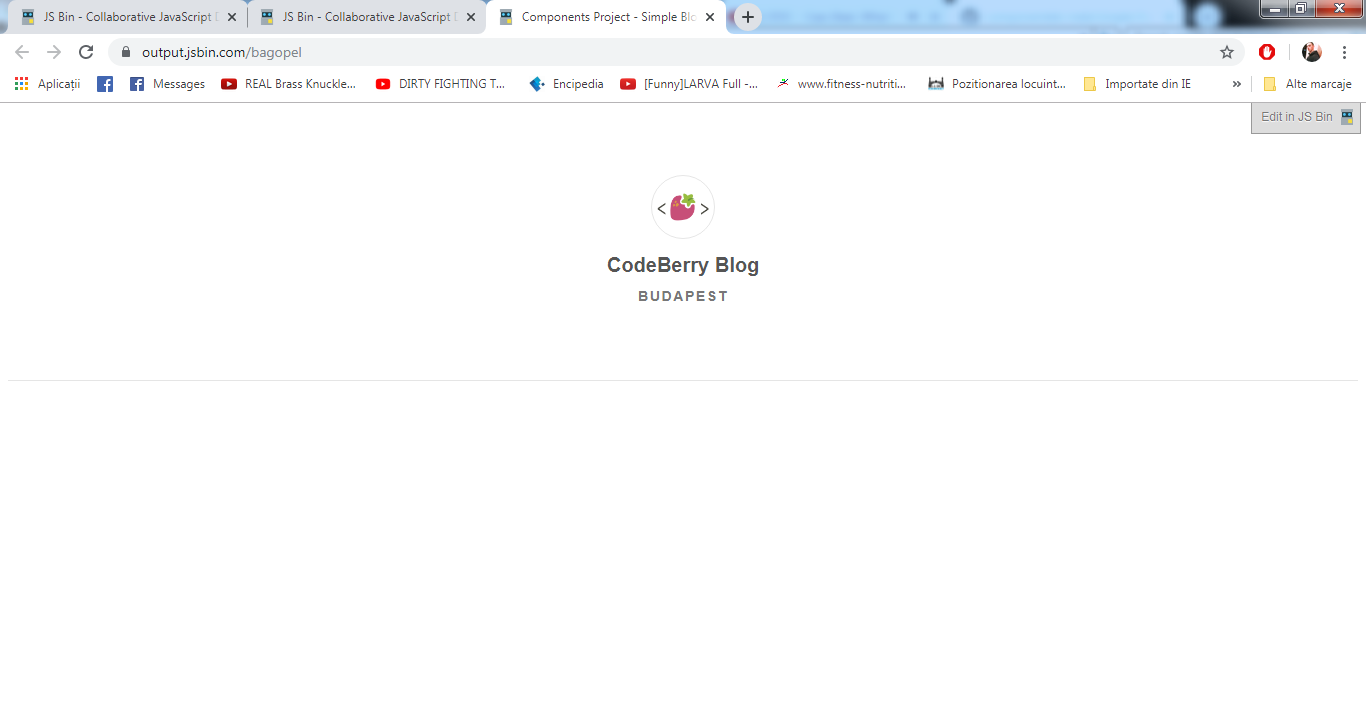 JS Bin - Collaborative JavaScript D
JS Bin - Collaborative JavaScript D
Components Project - Simple Blo
output.jsbin.com/bagopel
Aplicații
Messages
REAL Brass Knuckle...
DIRTY FIGHTING T...
Encipedia
[Funny]LARVA Full -...
www.fitness-nutriti...
Pozitionarea locuint...
Importate din IE
»
Alte marcaje
Edit in JS Bin
< >
CodeBerry Blog
BUDAPEST